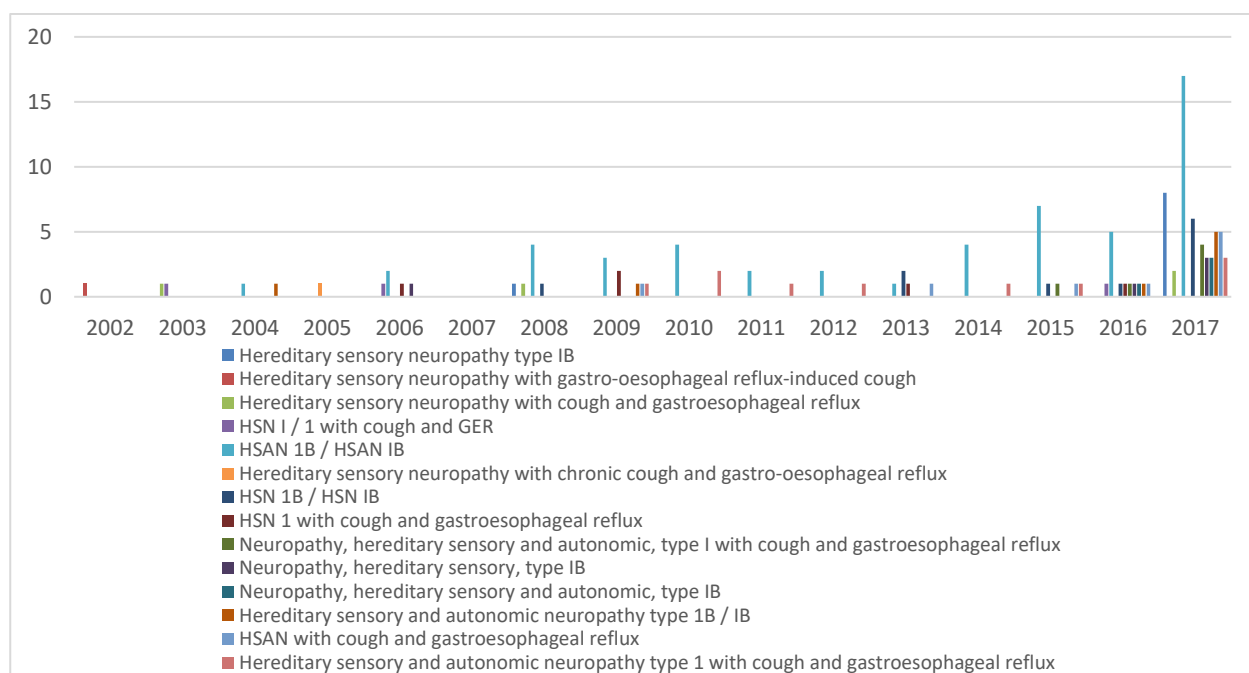 20
15
10
5
0
2002 2003 2004 2005 2006 2007 2008 2009 2010 2011 2012 2013 2014 2015 2016 2017
Hereditary sensory neuropathy type IB
Hereditary sensory neuropathy with gastro-oesophageal reflux-induced cough
Hereditary sensory neuropathy with cough and gastroesophageal reflux
HSN I / 1 with cough and GER
HSAN 1B / HSAN IB
Hereditary sensory neuropathy with chronic cough and gastro-oesophageal reflux
HSN 1B / HSN IB
HSN 1 with cough and gastroesophageal reflux
Neuropathy, hereditary sensory and autonomic, type I with cough and gastroesophageal reflux
Neuropathy, hereditary sensory, type IB
Neuropathy, hereditary sensory and autonomic, type IB
Hereditary sensory and autonomic neuropathy type 1B / IB
HSAN with cough and gastroesophageal reflux
Hereditary sensory and autonomic neuropathy type 1 with cough and gastroesophageal reflux